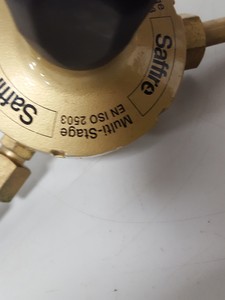 Saffire
Multi-Stage
EN ISO 2503
Saffire